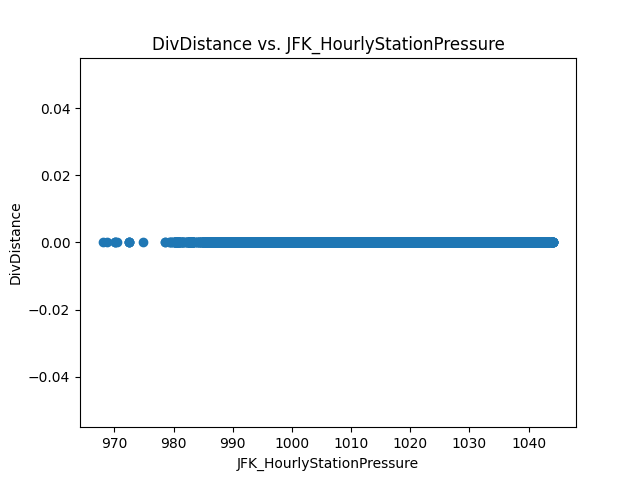 DivDistance vs. JFK_HourlyStationPressure
0.04
0.02
0.00
−0.02
−0.04
DivDistance
970 980 990 1000 1010 1020 1030 1040
JFK_HourlyStationPressure